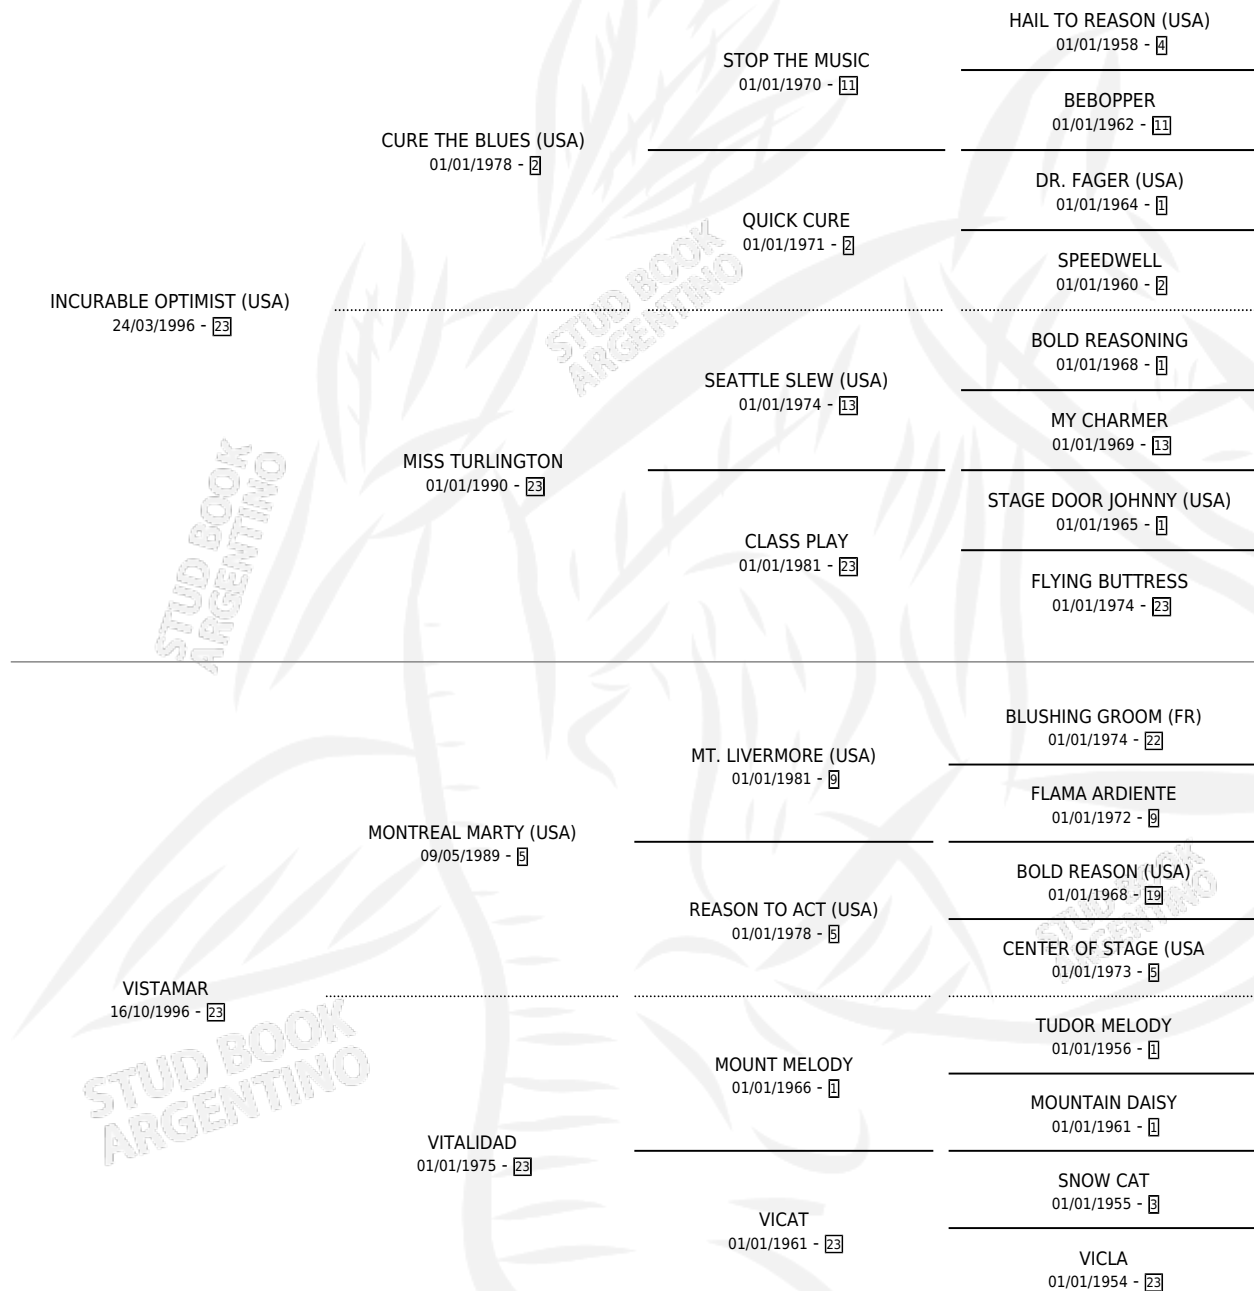 HAIL TO REASON (USA)
01/01/1958 - 4
STOP THE MUSIC
01/01/1970 - 11
BEBOPPER
01/01/1962 - 11
CURE THE BLUES (USA)
01/01/1978 - 2
DR. FAGER (USA)
01/01/1964 - 1
QUICK CURE
01/01/1971 - 2
SPEEDWELL
01/01/1960 - 2
INCURABLE OPTIMIST (USA)
24/03/1996 - 23
BOLD REASONING
01/01/1968 - 1
SEATTLE SLEW (USA)
01/01/1974 - 13
MY CHARMER
01/01/1969 - 13
MISS TURLINGTON
01/01/1990 - 23
STAGE DOOR JOHNNY (USA)
01/01/1965 - 1
CLASS PLAY
01/01/1981 - 23
FLYING BUTTRESS
01/01/1974 - 23
BLUSHING GROOM (FR)
01/01/1974 - 22
MT. LIVERMORE (USA)
01/01/1981 - 9
FLAMA ARDIENTE
01/01/1972 - 9
MONTREAL MARTY (USA)
09/05/1989 - 5
BOLD REASON (USA)
01/01/1968 - 19
REASON TO ACT (USA)
01/01/1978 - 5
CENTER OF STAGE (USA
01/01/1973 - 5
VISTAMAR
16/10/1996 - 23
TUDOR MELODY
01/01/1956 - 1
MOUNT MELODY
01/01/1966 - 1
MOUNTAIN DAISY
01/01/1961 - 1
VITALIDAD
01/01/1975 - 23
SNOW CAT
01/01/1955 - 3
VICAT
01/01/1961 - 23
VICLA
01/01/1954 - 23
STUD BOOK
ARGENTINO
STUD BOOK
ARGENTINO
STUD BOOK
ARGENTINO
STUD BOOK
ARGENTINO